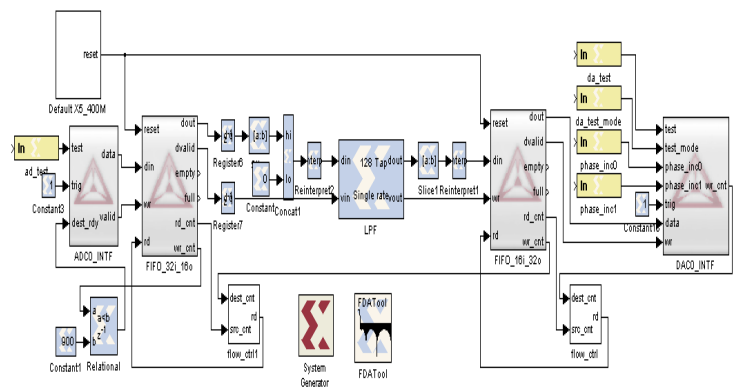 reset
Default X5_400M
In
ad_test
1
Constant3
test
trig
dest_rdy
data
valid
ADC0_INTF
reset
din
wr
rd
dout
dvalid
empty
full
rd_cnt
wr_cnt
FIFO_32i_16o
Register6
Register7
[a:b]
0
Constant
hi
lo
Concat1
Reinterpret2
din
vin
128 Tap
Single rate
dout
vout
LPF
[a:b]
Slice1
Reinterpret1
reset
din
wr
rd
dout
dvalid
empty
full
rd_cnt
wr_cnt
FIFO_16i_32o
In
da_test
In
da_test_mode
In
phase_inc0
In
phase_inc1
1
test
test_mode
phase_inc0
phase_inc1
trig
data
wr
wr_cnt
DAC0_INTF
900
Constant1
a
b
a<b
z-1
Relational
dest_cnt
src_cnt
rd
flow_ctrl1
System
Generator
FDATool
FDATool
dest_cnt
src_cnt
rd
flow_ctrl